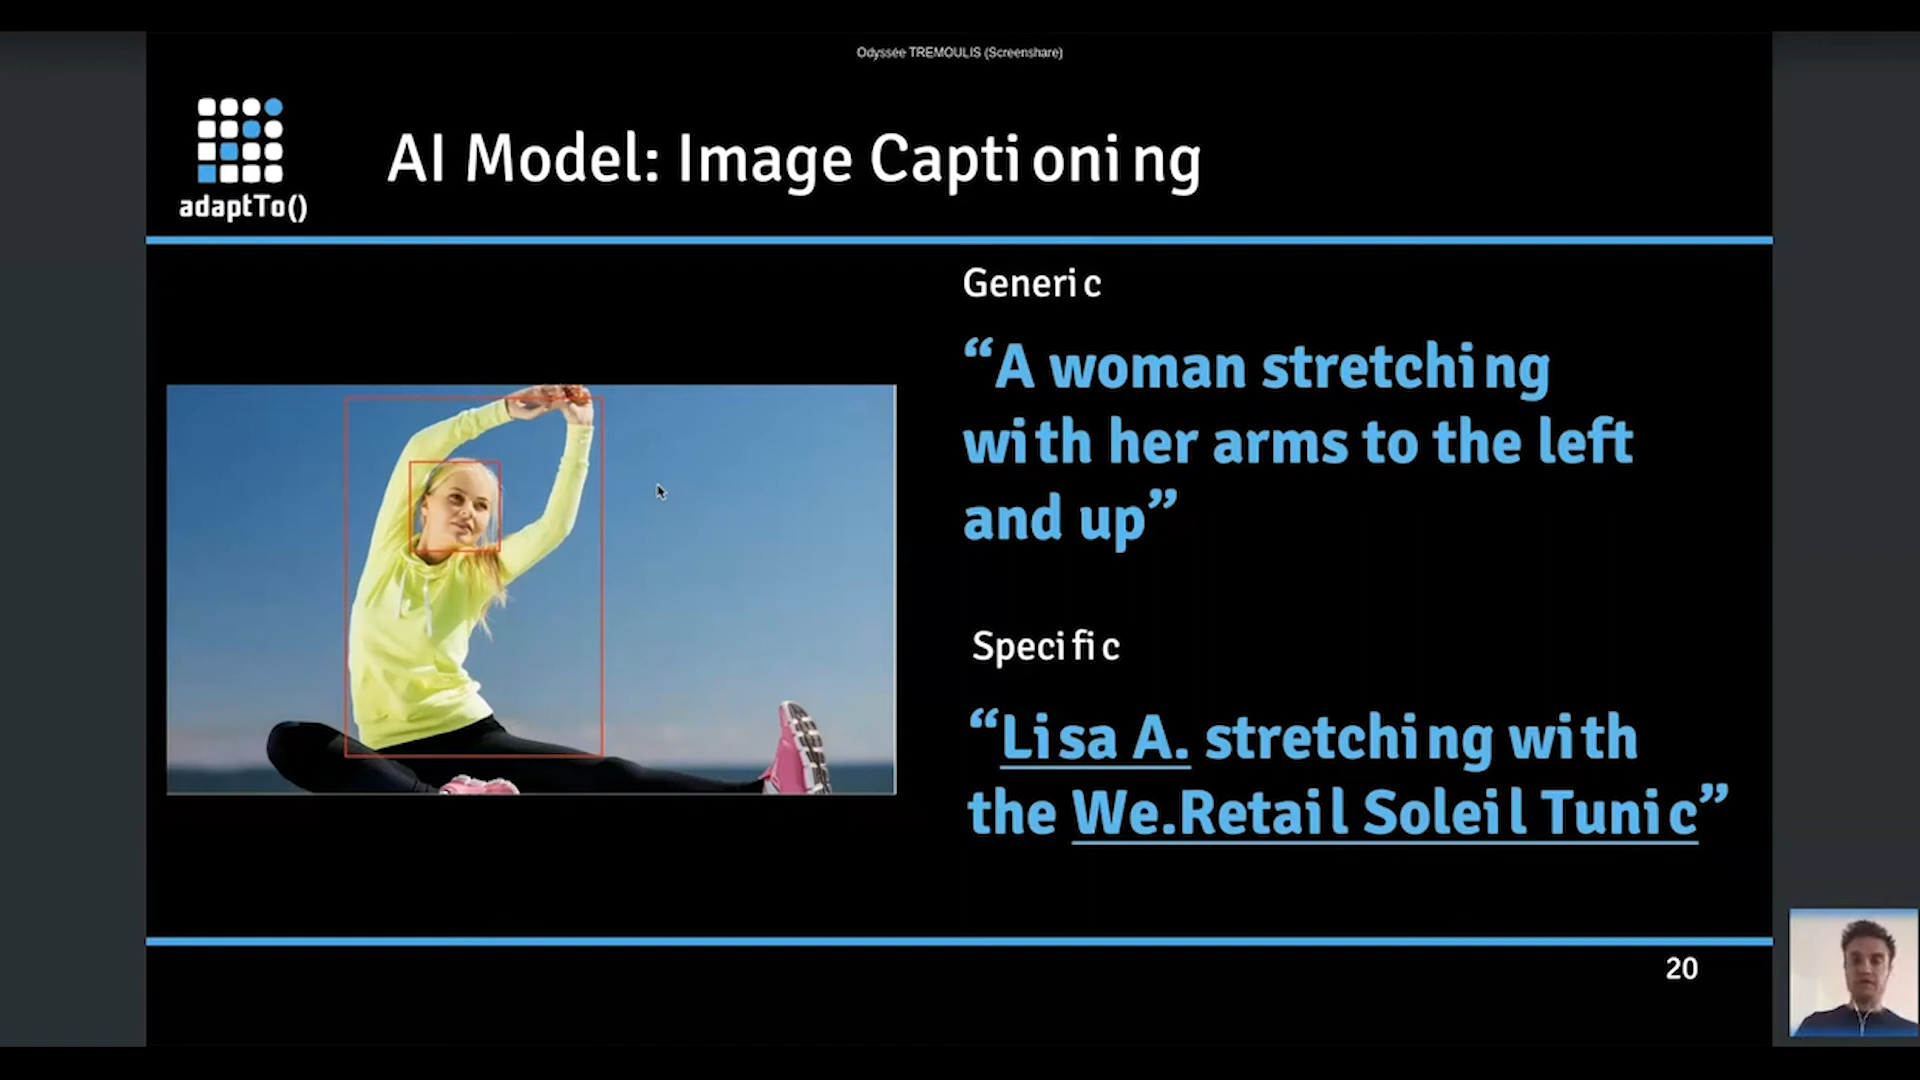 Odyssée TREMOULIS (Screenshare)
adaptTo()
AI Model: Image Captioning
Generic
“A woman stretching
with her arms to the left
and up”
Specific
“Lisa A. stretching with
the We.Retail Soleil Tunic”
20